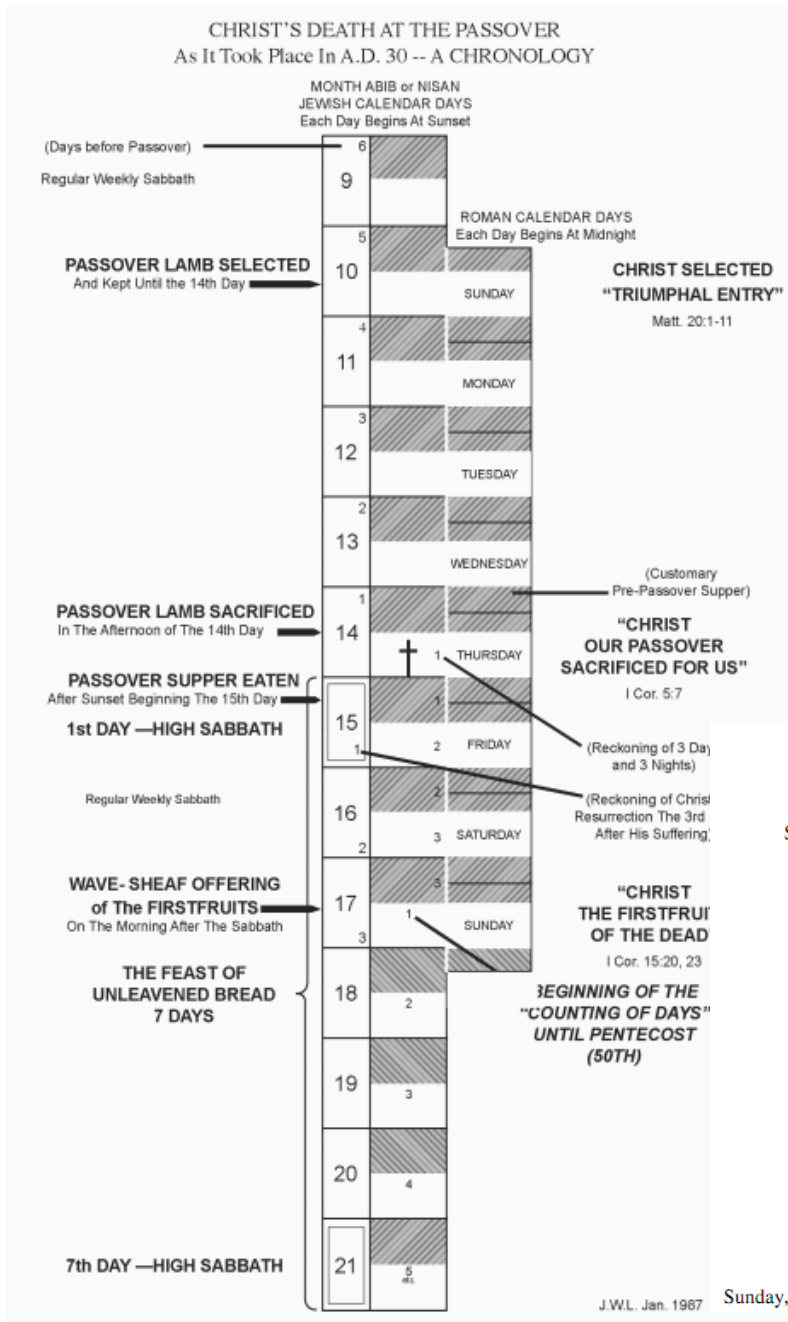 CHRIST'S DEATH AT THE PASSOVER
As It Took Place In A.D. 30 -- A CHRONOLOGY
MONTH ABIB or NISAN
JEWISH CALENDAR DAYS
Each Day Begins At Sunset
(Days before Passover)
6
Regular Weekly Sabbath
9
ROMAN CALENDAR DAYS
Each Day Begins At Midnight
5
PASSOVER LAMB SELECTED
And Kept Until the 14th Day
10
SUNDAY
CHRIST SELECTED
“TRIUMPHAL ENTRY”
Matt. 20:1-11
4
11
MONDAY
3
12
TUESDAY
2
13
WEDNESDAY
(Customary
Pre-Passover Supper)
1
PASSOVER LAMB SACRIFICED
In The Afternoon of The 14th Day
14
1
THURSDAY
“CHRIST
OUR PASSOVER
SACRIFICED FOR US”
I Cor. 5:7
PASSOVER SUPPER EATEN
After Sunset Beginning The 15th Day
1st DAY —HIGH SABBATH
15
1
1
2
FRIDAY
(Reckoning of 3 Day
and 3 Nights)
Regular Weekly Sabbath
16
2
2
3
SATURDAY
(Reckoning of Christ
Resurrection The 3rd
After His Suffering)
S
WAVE- SHEAF OFFERING
of The FIRSTFRUITS
On The Morning After The Sabbath
17
3
3
1
SUNDAY
“CHRIST
THE FIRSTFRUI
OF THE DEAD
I Cor. 15:20, 23
THE FEAST OF
UNLEAVENED BREAD
7 DAYS
18
2
BEGINNING OF THE
“COUNTING OF DAYS”
UNTIL PENTECOST
(50TH)
19
3
20
4
7th DAY —HIGH SABBATH
21
5
etc.
J.W.L. Jan. 1987
Sunday,